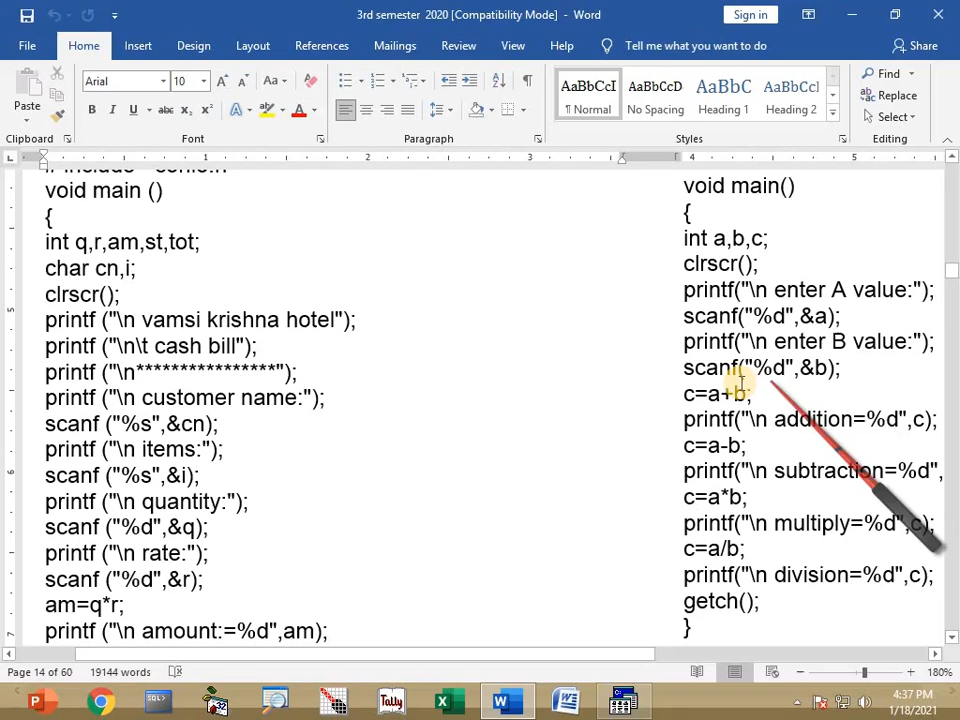 3rd semester 2020 [Compatibility Mode] - Word
Sign in
File Home Insert Design Layout References Mailings Review View Help Tell me what you want to do Share
Paste
Arial 10
AaBbCcI AaBbCcD AaBbC AaBbCc
¶ Normal No Spacing Heading 1 Heading 2
Find
Replace
Select
Clipboard Font Paragraph Styles Editing
1 2 3 4 5
void main ()
{
int q,r,am,st,tot;
char cn,i;
clrscr();
printf ("\n vamsi krishna hotel");
printf ("\n\t cash bill");
printf ("\n****************");
printf ("\n customer name:");
scanf ("%s",&cn);
printf ("\n items:");
scanf ("%s",&i);
printf ("\n quantity:");
scanf ("%d",&q);
printf ("\n rate:");
scanf ("%d",&r);
am=q*r;
printf ("\n amount:=%d",am);
void main()
{
int a,b,c;
clrscr();
printf("\n enter A value:");
scanf("%d",&a);
printf("\n enter B value:");
scanf("%d",&b);
c=a+b;
printf("\n addition=%d",c);
c=a-b;
printf("\n subtraction=%d",
c=a*b;
printf("\n multiply=%d",c);
c=a/b;
printf("\n division=%d",c);
getch();
}
Page 14 of 60 19144 words 180%
4:37 PM
1/18/2021